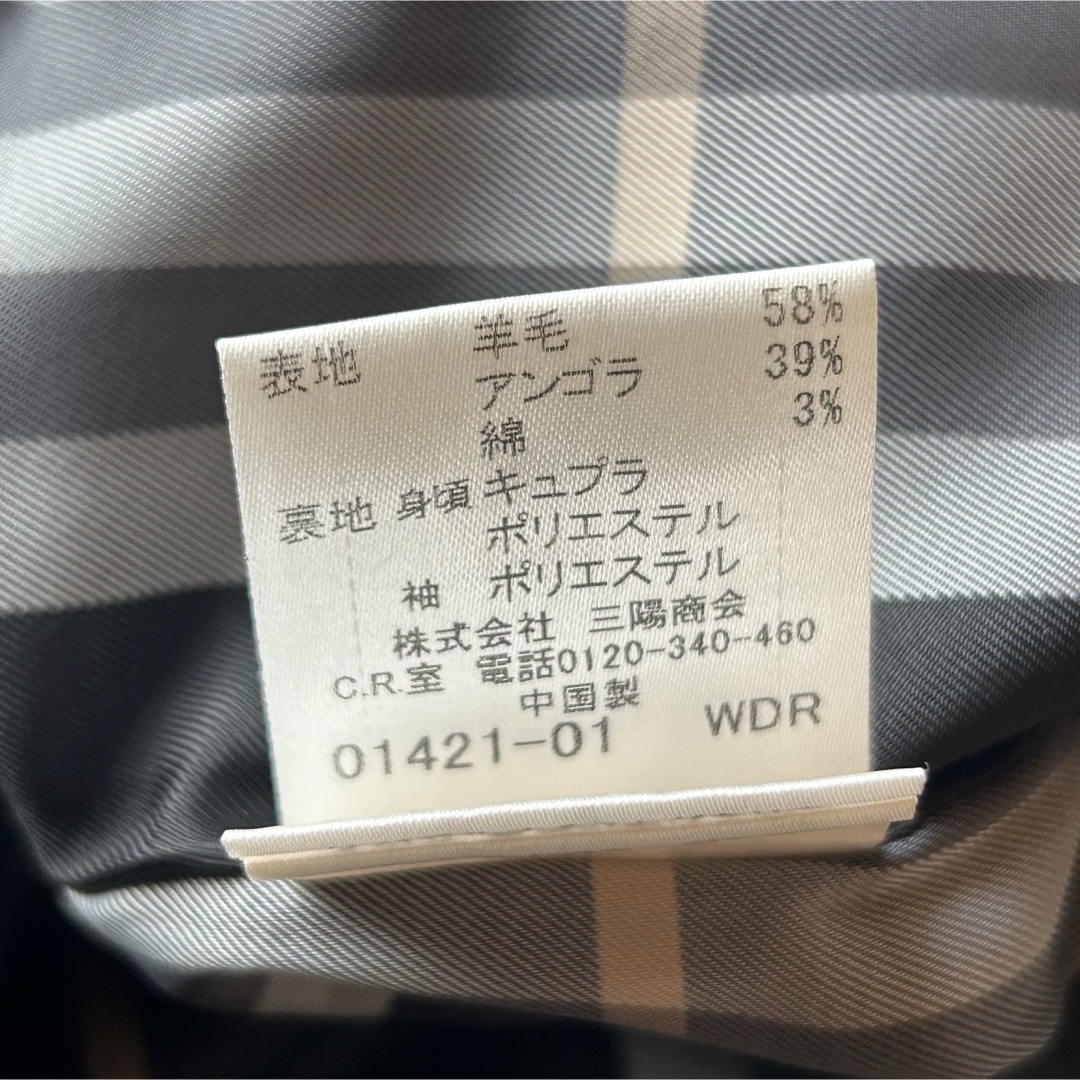 表地 羊毛 58%
アンゴラ 39%
綿 3%
裏地 身頃 キュプラ
ポリエステル
袖 ポリエステル
株式会社 三陽商会
C.R.室 電話0120-340-460
中国製
01421-01 WDR